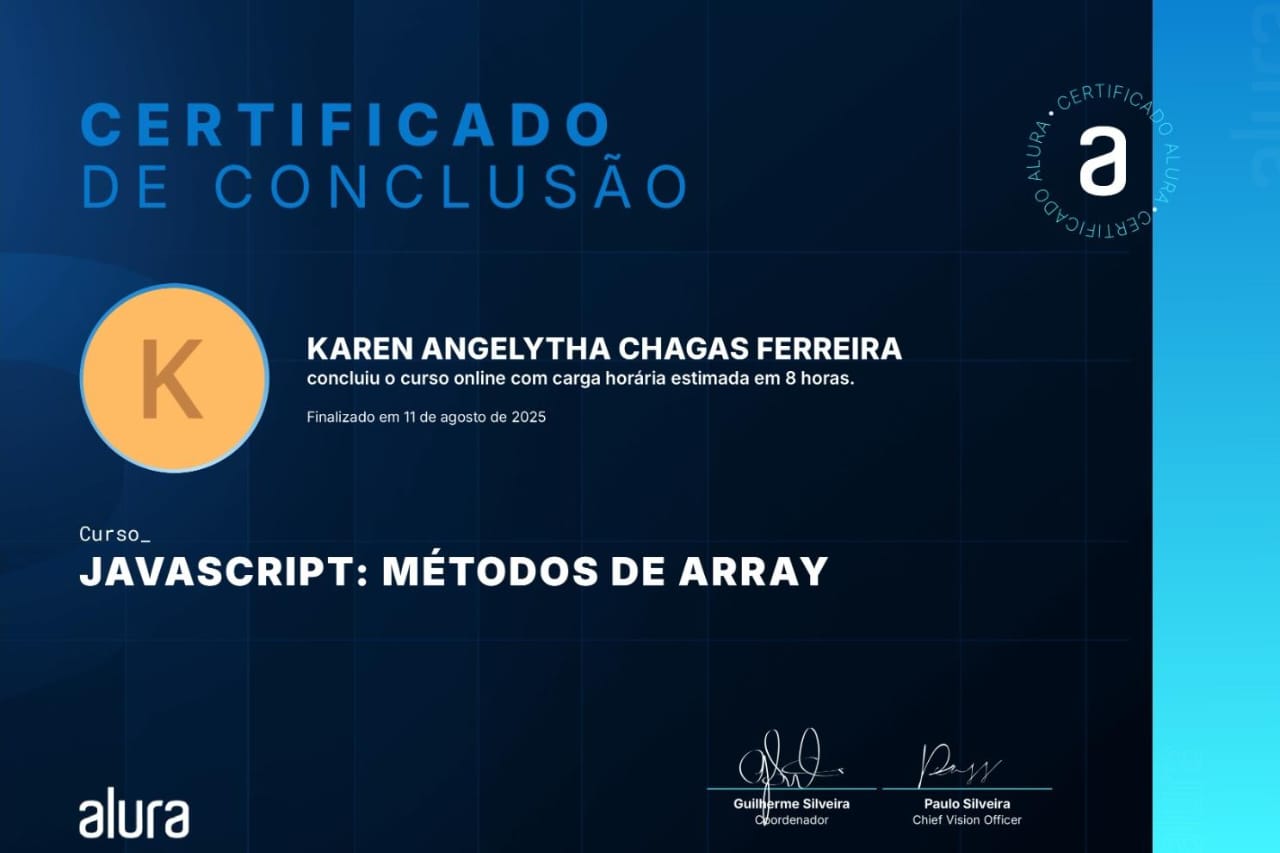 CERTIFICADO
DE CONCLUSÃO
CERTIFICADO ALURA • CERTIFICADO ALURA •
a
K
KAREN ANGELYTHA CHAGAS FERREIRA
concluiu o curso online com carga horária estimada em 8 horas.
Finalizado em 11 de agosto de 2025
Curso_
JAVASCRIPT: MÉTODOS DE ARRAY
alura
Guilherme Silveira
Coordenador
Paulo Silveira
Chief Vision Officer
alura